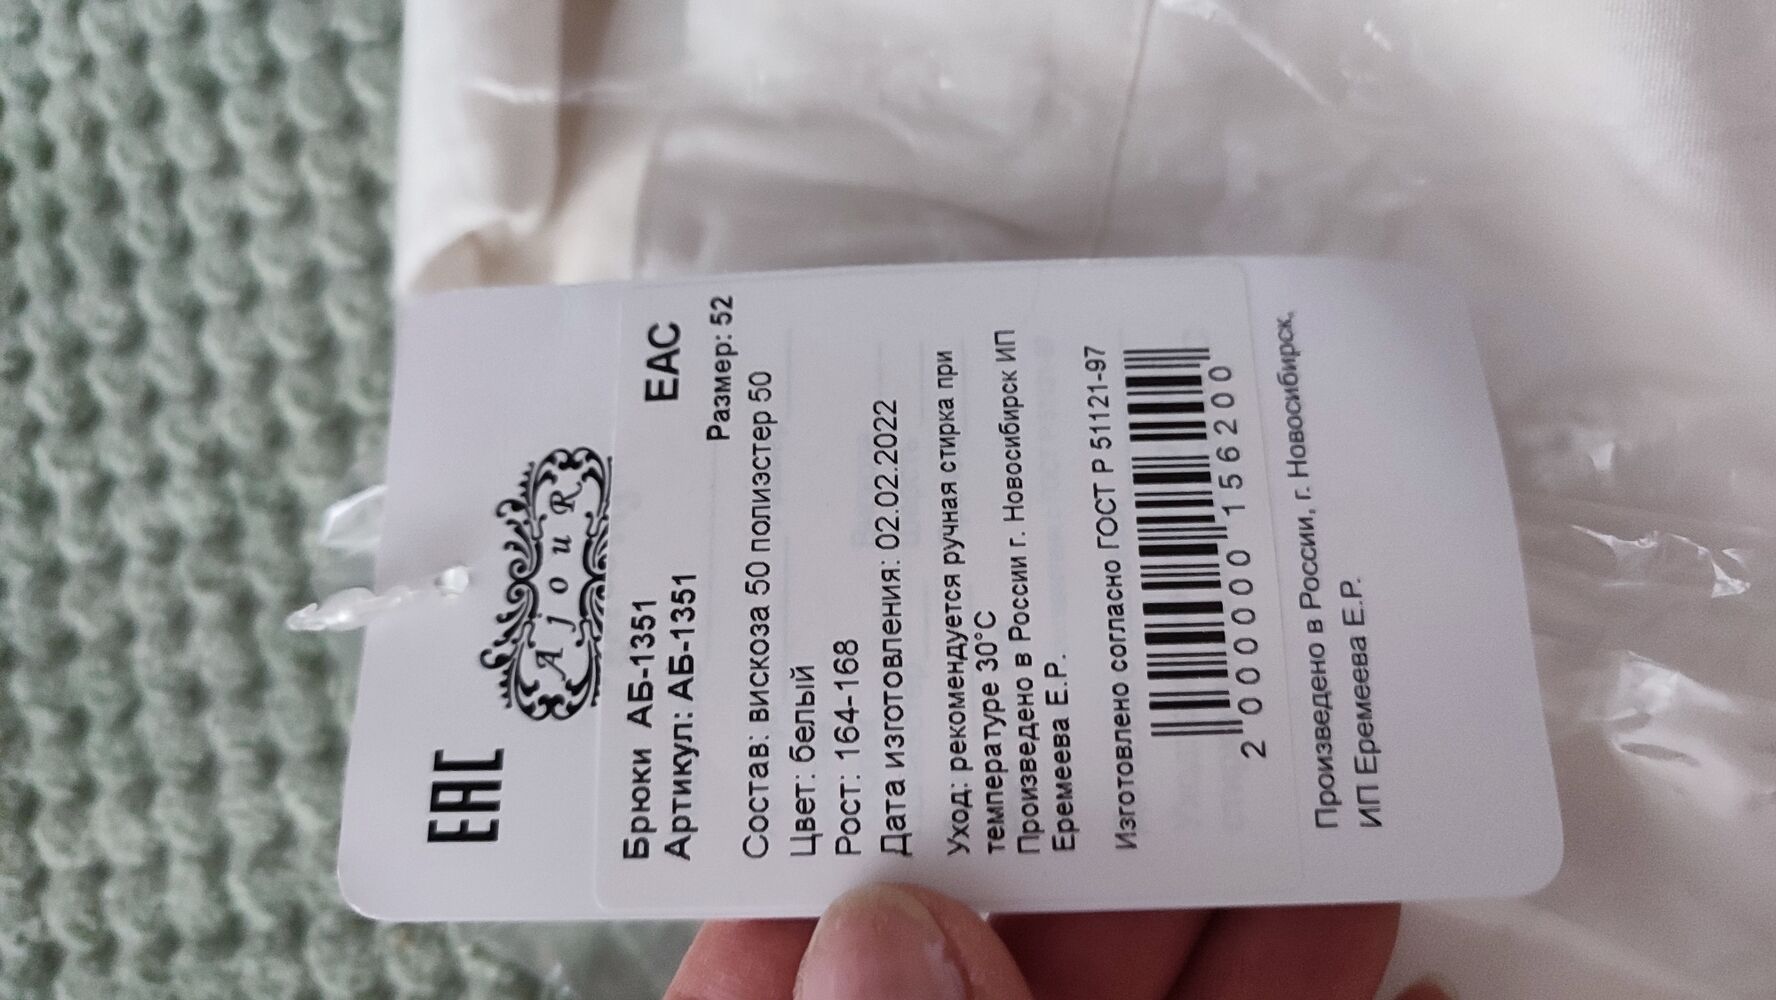 EAC
AjouR
Брюки АБ-1351
EAC
Артикул: АБ-1351
Размер: 52
Состав: вискоза 50 полиэстер 50
Цвет: белый
Рост: 164-168
Дата изготовления: 02.02.2022
Уход: рекомендуется ручная стирка при
температуре 30°С
Произведено в России г. Новосибирск ИП
Еремеева Е.Р.
Изготовлено согласно ГОСТ Р 51121-97
2 000000 156200
Произведено в России, г. Новосибирск,
ИП Еремеева Е.Р.